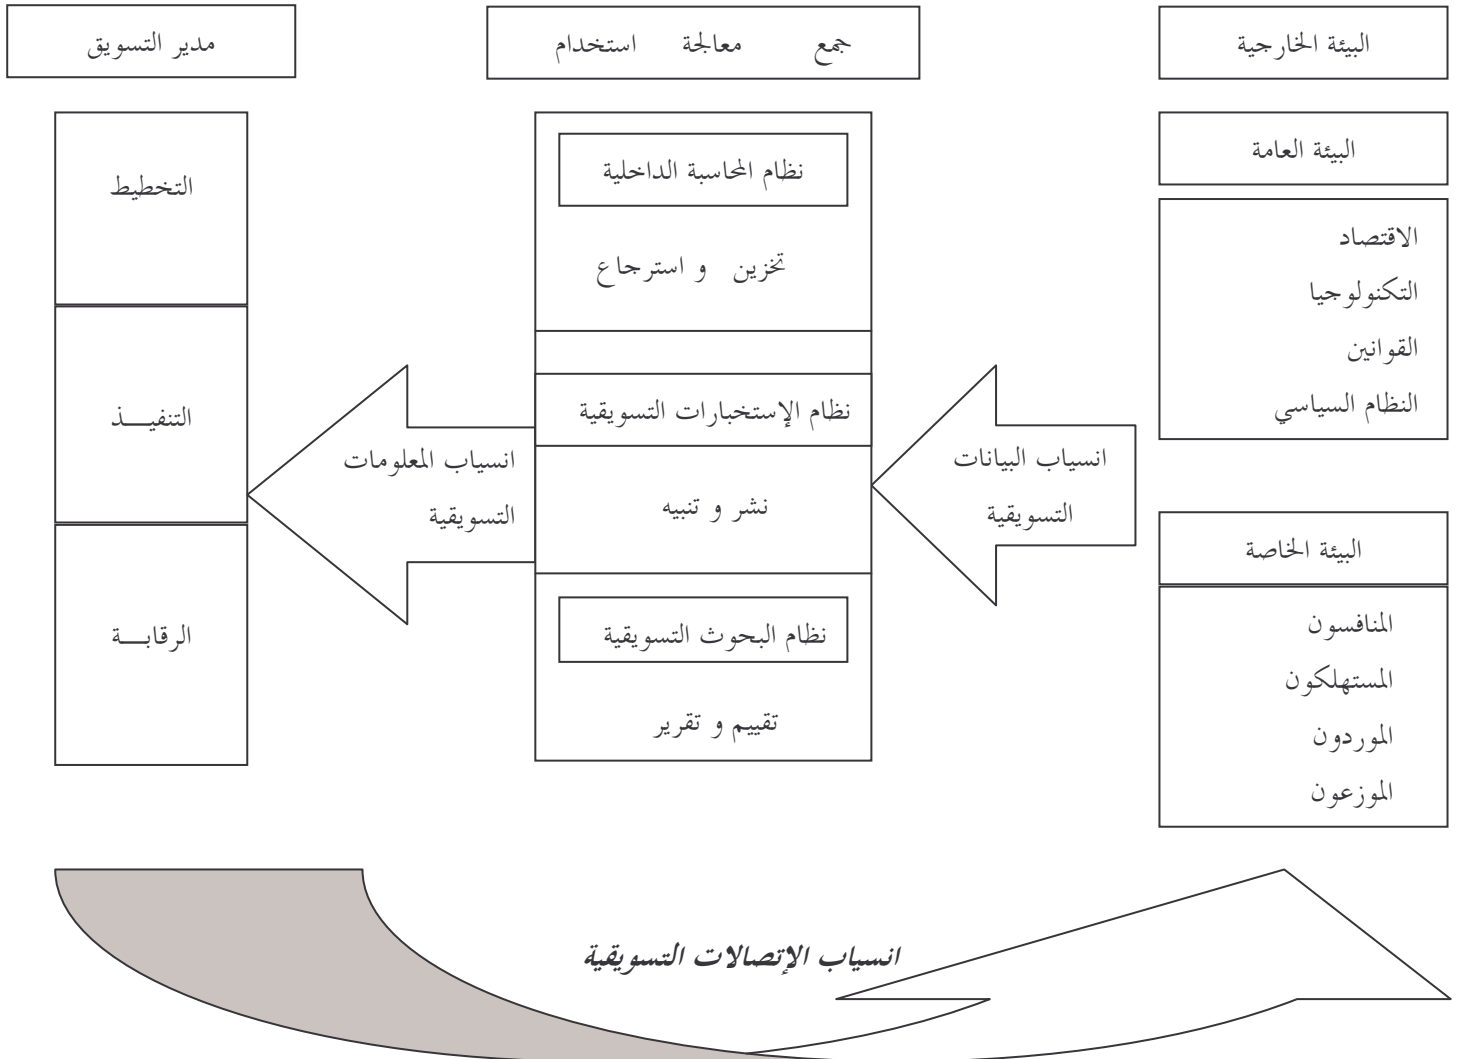 البيئة الخارجية
جمع معالجة استخدام
مدير التسويق
البيئة العامة
الاقتصاد
التكنولوجيا
القوانين
النظام السياسي
البيئة الخاصة
المنافسون
المستهلكون
الموردون
الموزعون
انسياب البيانات
التسويقية
نظام المحاسبة الداخلية
تخزين و استرجاع
نظام الإستخبارات التسويقية
نشر و تنبيه
نظام البحوث التسويقية
تقييم و تقرير
انسياب المعلومات
التسويقية
التخطيط
التنفيـــذ
الرقابـــة
انسياب الإتصالات التسويقية